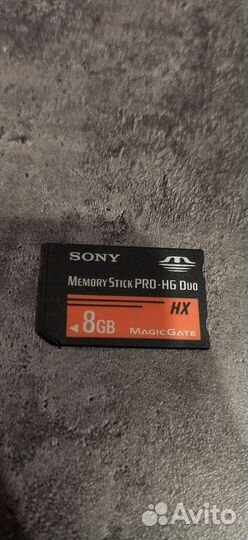 SONY
MEMORY STICK PRO-HG DUO
HX
◄8GB
MAGICGATE
Avito